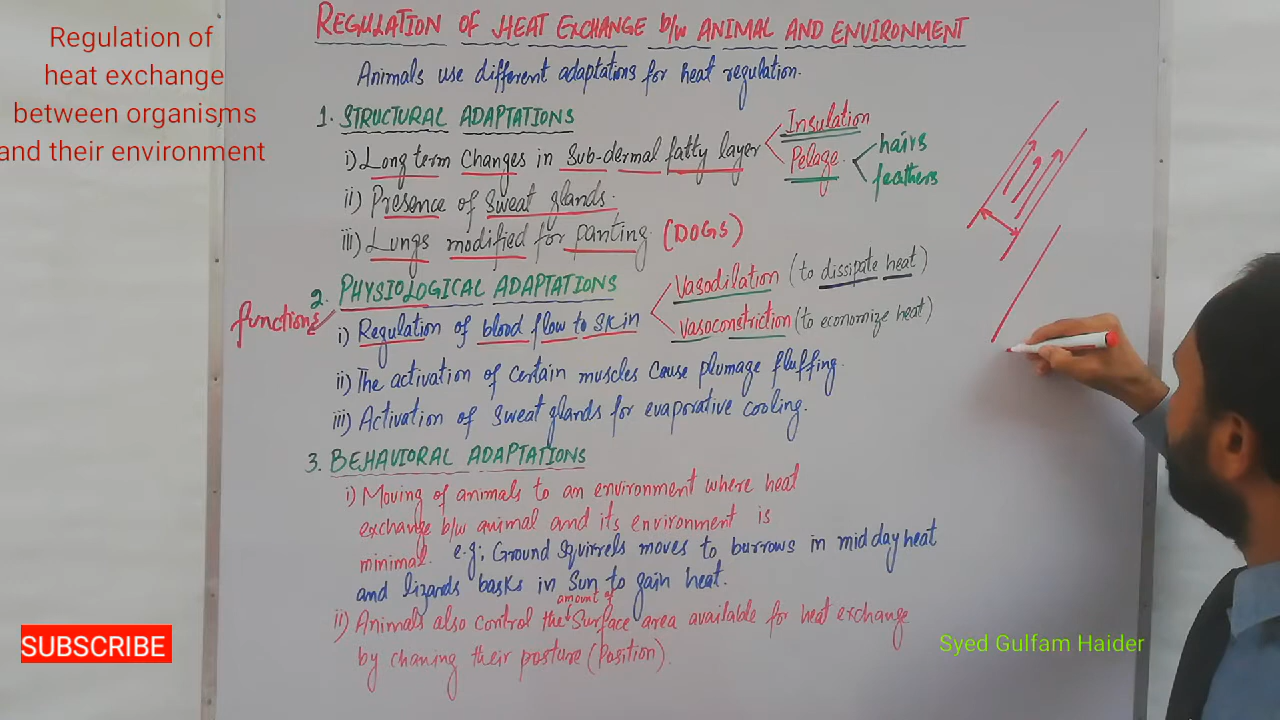 Regulation of
heat exchange
between organisms
and their environment
REGULATION OF HEAT EXCHANGE b/w ANIMAL AND ENVIRONMENT
Animals use different adaptations for heat regulation.
1. STRUCTURAL ADAPTATIONS
i) Long term changes in Sub-dermal fatty layer
Insulation
Pelage
hairs
feathers
ii) Presence of sweat glands.
iii) Lungs modified for panting. (DOGS)
2. PHYSIOLOGICAL ADAPTATIONS
functions
i) Regulation of blood flow to skin
Vasodilation (to dissipate heat)
Vasoconstriction (to economize heat)
ii) The activation of certain muscles cause plumage fluffing.
iii) Activation of sweat glands for evaporative cooling.
3. BEHAVIORAL ADAPTATIONS
i) Moving of animals to an environment where heat
exchange b/w animal and its environment is
minimal. e.g; Ground squirrels moves to burrows in mid day heat
and lizards basks in Sun to gain heat.
ii) Animals also control the amount of Surface area available for heat exchange
by chaning their posture (Position).
SUBSCRIBE
Syed Gulfam Haider